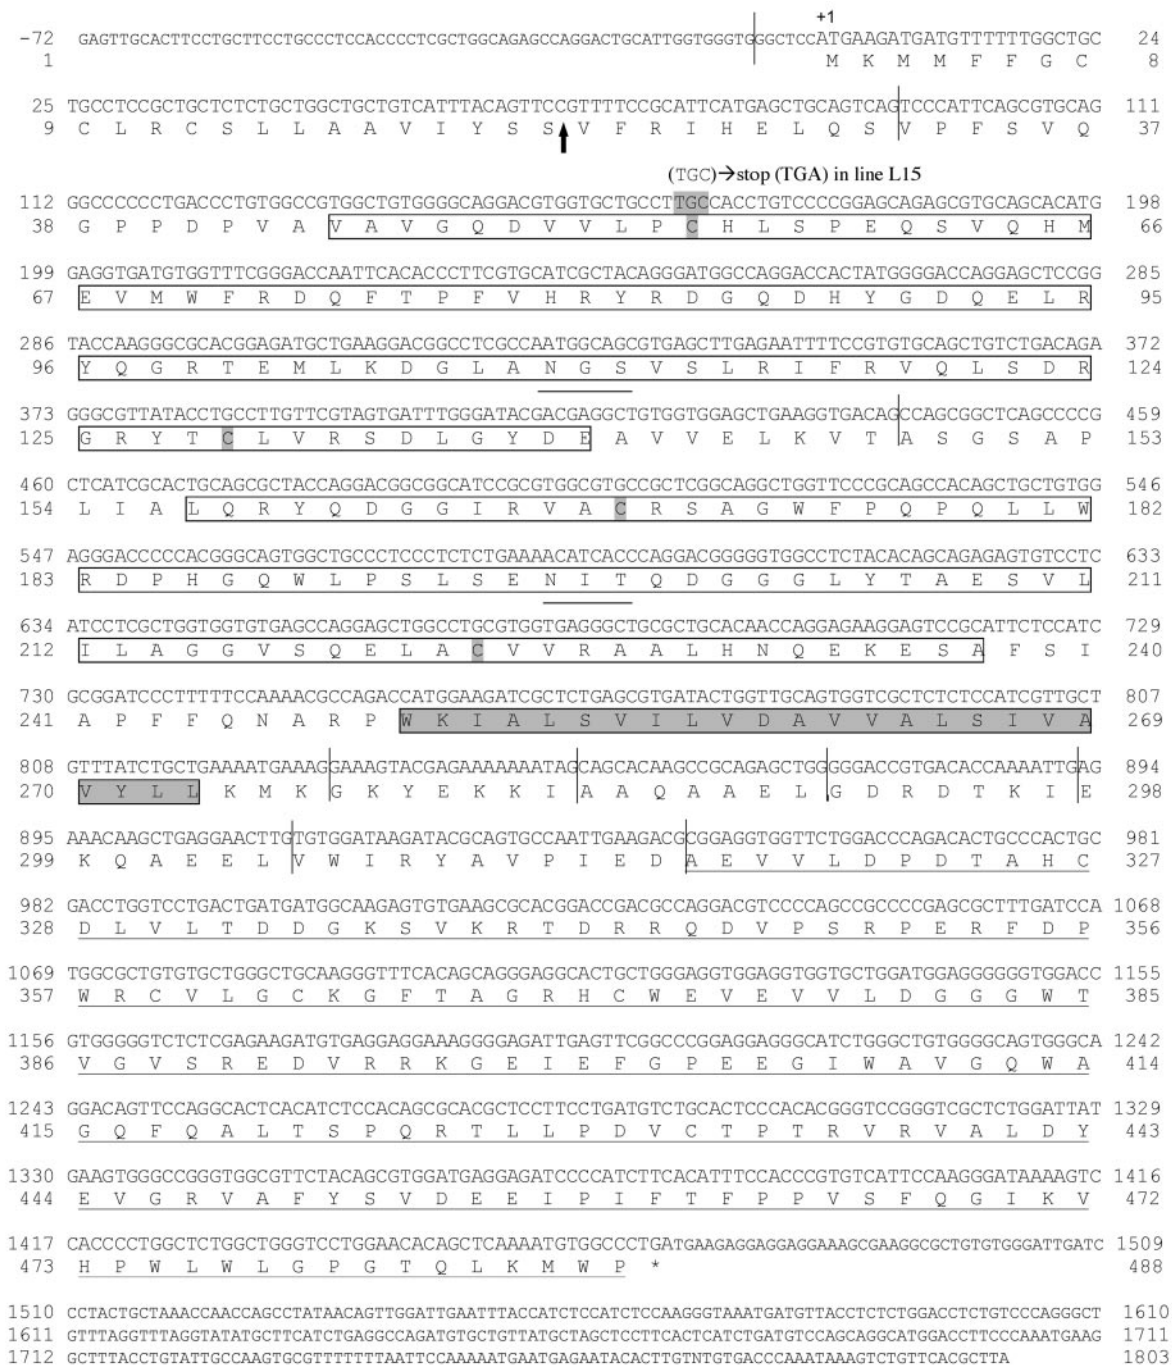 +1
-72 GAGTTGCACTTCCTGCTTCCTGCCCTCCACCCCTCGCTGGCAGAGCCAGGACTGCATTGGTGGGTGGGCTCCATGAAGATGATGTTTTTTGGCTGC 24
1 M K M M F F G C 8
25 TGCCTCCGCTGCTCTCTGCTGGCTGCTGTCATTTACAGTTCCGTTTTCCGCATTCATGAGCTGCAGTCAGTCCCATTCAGCGTGCAG 111
9 C L R C S L L A A V I Y S S V F R I H E L Q S V P F S V Q 37
(TGC)→stop (TGA) in line L15
112 GGCCCCCCTGACCCTGTGGCCGTGGCTGTGGGGCAGGACGTGGTGCTGCCTTGCCACCTGTCCCCGGAGCAGAGCGTGCAGCACATG 198
38 G P P D P V A V A V G Q D V V L P C H L S P E Q S V Q H M 66
199 GAGGTGATGTGGTTTCGGGACCAATTCACACCCTTCGTGCATCGCTACAGGGATGGCCAGGACCACTATGGGGACCAGGAGCTCCGG 285
67 E V M W F R D Q F T P F V H R Y R D G Q D H Y G D Q E L R 95
286 TACCAAGGGCGCACGGAGATGCTGAAGGACGGCCTCGCCAATGGCAGCGTGAGCTTGAGAATTTTCCGTGTGCAGCTGTCTGACAGA 372
96 Y Q G R T E M L K D G L A N G S V S L R I F R V Q L S D R 124
373 GGGCGTTATACCTGCCTTGTTCGTAGTGATTTGGGATACGACGAGGCTGTGGTGGAGCTGAAGGTGACAGCCAGCGGCTCAGCCCCG 459
125 G R Y T C L V R S D L G Y D E A V V E L K V T A S G S A P 153
460 CTCATCGCACTGCAGCGCTACCAGGACGGCGGCATCCGCGTGGCGTGCCGCTCGGCAGGCTGGTTCCCGCAGCCACAGCTGCTGTGG 546
154 L I A L Q R Y Q D G G I R V A C R S A G W F P Q P Q L L W 182
547 AGGGACCCCCACGGGCAGTGGCTGCCCTCCCTCTCTGAAAACATCACCCAGGACGGGGGTGGCCTCTACACAGCAGAGAGTGTCCTC 633
183 R D P H G Q W L P S L S E N I T Q D G G G L Y T A E S V L 211
634 ATCCTCGCTGGTGGTGTGAGCCAGGAGCTGGCCTGCGTGGTGAGGGCTGCGCTGCACAACCAGGAGAAGGAGTCCGCATTCTCCATC 729
212 I L A G G V S Q E L A C V V R A A L H N Q E K E S A F S I 240
730 GCGGATCCCTTTTTCCAAAACGCCAGACCATGGAAGATCGCTCTGAGCGTGATACTGGTTGCAGTGGTCGCTCTCTCCATCGTTGCT 807
241 A P F F Q N A R P W K I A L S V I L V D A V V A L S I V A 269
808 GTTTATCTGCTGAAAATGAAAGGAAAGTACGAGAAAAAAATAGCAGCACAAGCCGCAGAGCTGGGGGACCGTGACACCAAAATTGAG 894
270 V Y L L K M K G K Y E K K I A A Q A A E L G D R D T K I E 298
895 AAACAAGCTGAGGAACTTGTGTGGATAAGATACGCAGTGCCAATTGAAGACGCGGAGGTGGTTCTGGACCCAGACACTGCCCACTGC 981
299 K Q A E E L V W I R Y A V P I E D A E V V L D P D T A H C 327
982 GACCTGGTCCTGACTGATGATGGCAAGAGTGTGAAGCGCACGGACCGACGCCAGGACGTCCCCAGCCGCCCCGAGCGCTTTGATCCA 1068
328 D L V L T D D G K S V K R T D R R Q D V P S R P E R F D P 356
1069 TGGCGCTGTGTGCTGGGCTGCAAGGGTTTCACAGCAGGGAGGCACTGCTGGGAGGTGGAGGTGGTGCTGGATGGAGGGGGGTGGACC 1155
357 W R C V L G C K G F T A G R H C W E V E V V L D G G G W T 385
1156 GTGGGGGTCTCTCGAGAAGATGTGAGGAGGAAAGGGGAGATTGAGTTCGGCCCGGAGGAGGGCATCTGGGCTGTGGGGCAGTGGGCA 1242
386 V G V S R E D V R R K G E I E F G P E E G I W A V G Q W A 414
1243 GGACAGTTCCAGGCACTCACATCTCCACAGCGCACGCTCCTTCCTGATGTCTGCACTCCCACACGGGTCCGGGTCGCTCTGGATTAT 1329
415 G Q F Q A L T S P Q R T L L P D V C T P T R V R V A L D Y 443
1330 GAAGTGGGCCGGGTGGCGTTCTACAGCGTGGATGAGGAGATCCCCATCTTCACATTTCCACCCGTGTCATTCCAAGGGATAAAAGTC 1416
444 E V G R V A F Y S V D E E I P I F T F P P V S F Q G I K V 472
1417 CACCCCTGGCTCTGGCTGGGTCCTGGAACACAGCTCAAAATGTGGCCCTGATGAAGAGGAGGAGGAAAGCGAAGGCGCTGTGTGGGATTGATC 1509
473 H P W L W L G P G T Q L K M W P * 488
1510 CCTACTGCTAAACCAACCAGCCTATAACAGTTGGATTGAATTTACCATCTCCATCTCCAAGGGTAAATGATGTTACCTCTCTGGACCTCTGTCCCAGGGCT 1610
1611 GTTTAGGTTTAGGTATATGCTTCATCTGAGGCCAGATGTGCTGTTATGCTAGCTCCTTCACTCATCTGATGTCCAGCAGGCATGGACCTTCCCAAATGAAG 1711
1712 GCTTTACCTGTATTGCCAAGTGCGTTTTTTTAATTCCAAAAATGAATGAGAATACACTTGTNTGTGACCCAAATAAAGTCTGTTCACGCTTA 1803